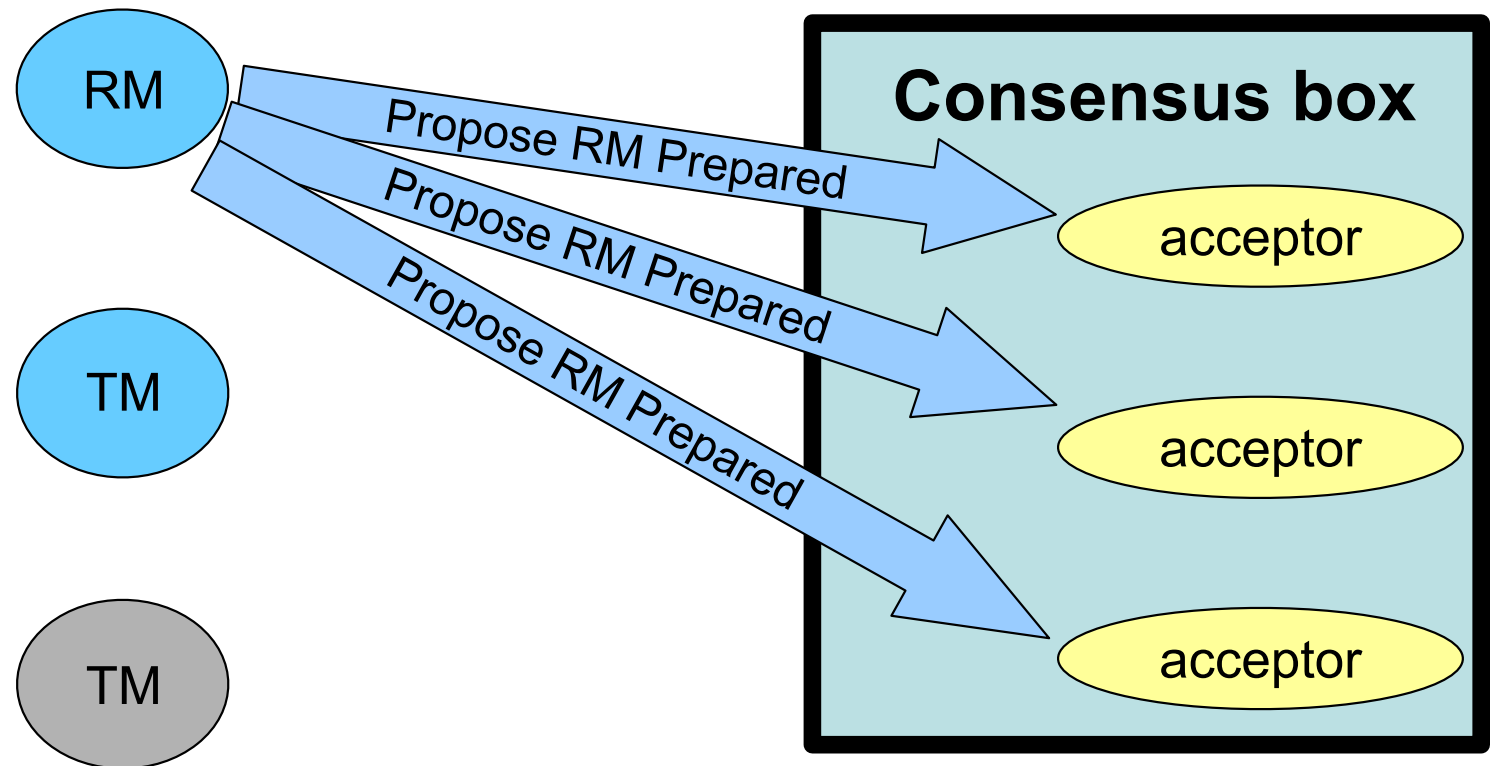 RM
Propose RM Prepared
Propose RM Prepared
Propose RM Prepared
TM
TM
Consensus box
acceptor
acceptor
acceptor